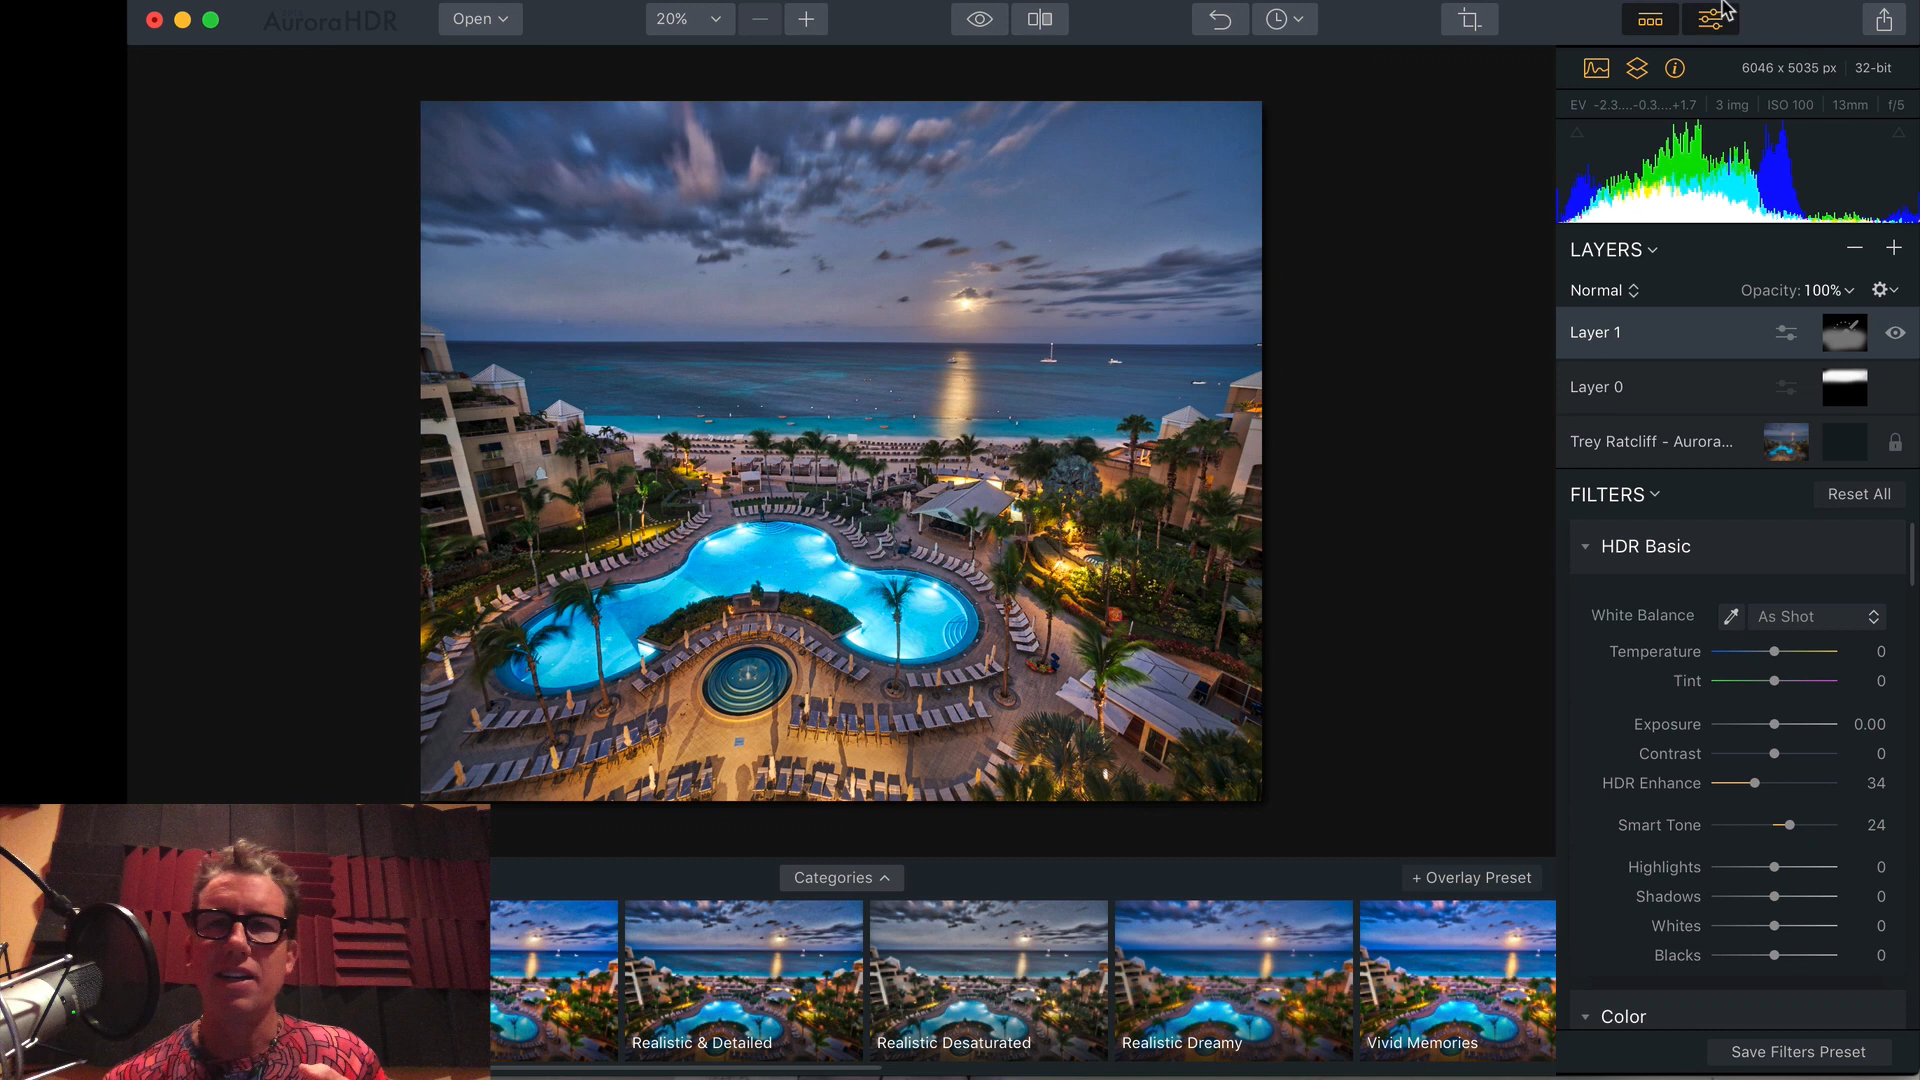 AuroraHDR
Open
20%
6046 x 5035 px
32-bit
EV -2.3....-0.3....+1.7
3 img
ISO 100
13mm
f/5
LAYERS
Normal
Opacity: 100%
Layer 1
Layer 0
Trey Ratcliff - Aurora...
FILTERS
Reset All
HDR Basic
White Balance
As Shot
Temperature 0
Tint 0
Exposure 0.00
Contrast 0
HDR Enhance 34
Smart Tone 24
Highlights 0
Shadows 0
Whites 0
Blacks 0
Color
Save Filters Preset
Categories
+ Overlay Preset
Realistic & Detailed
Realistic Desaturated
Realistic Dreamy
Vivid Memories